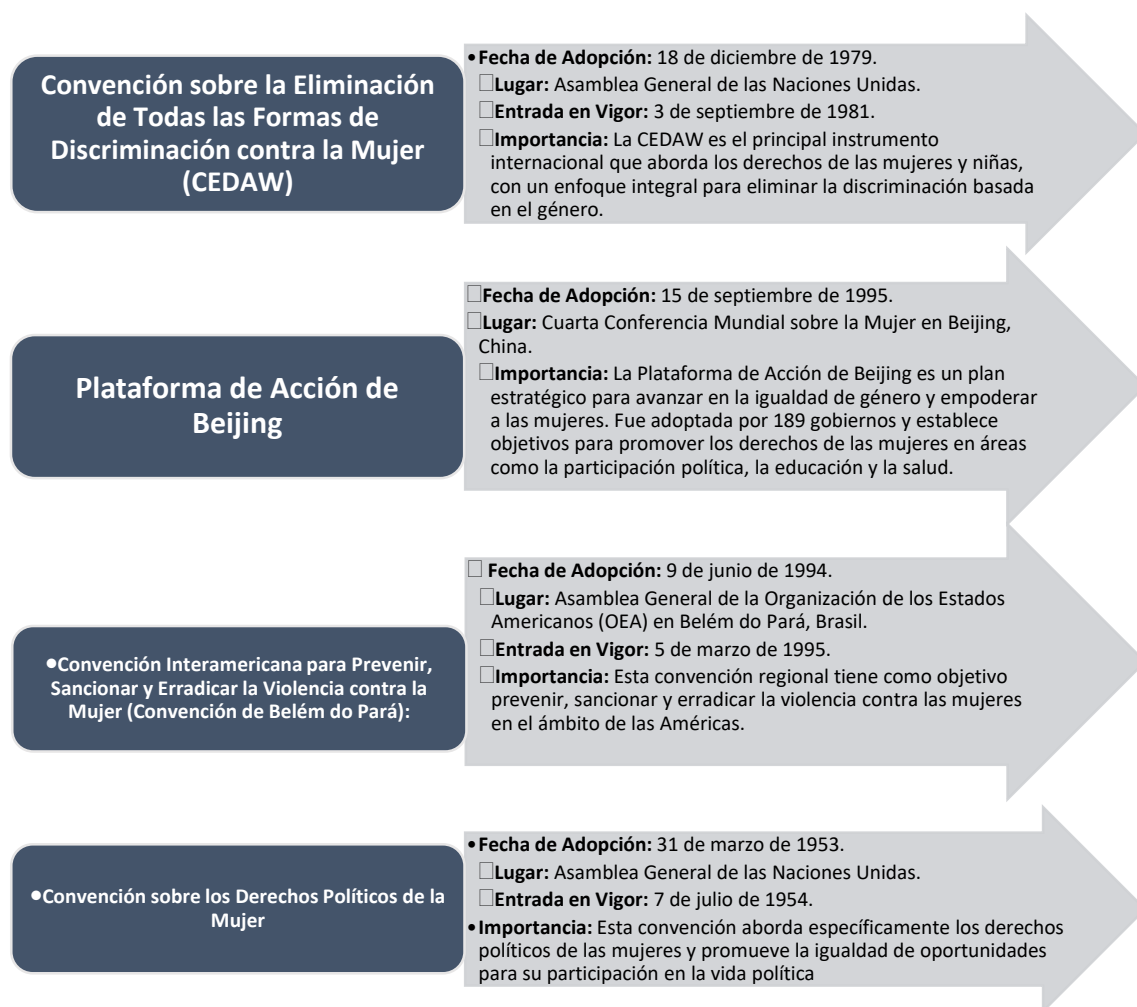 Convención sobre la Eliminación
de Todas las Formas de
Discriminación contra la Mujer
(CEDAW)
•Fecha de Adopción: 18 de diciembre de 1979.
□Lugar: Asamblea General de las Naciones Unidas.
□Entrada en Vigor: 3 de septiembre de 1981.
□Importancia: La CEDAW es el principal instrumento
internacional que aborda los derechos de las mujeres y niñas,
con un enfoque integral para eliminar la discriminación basada
en el género.
Plataforma de Acción de
Beijing
□Fecha de Adopción: 15 de septiembre de 1995.
□Lugar: Cuarta Conferencia Mundial sobre la Mujer en Beijing,
China.
□Importancia: La Plataforma de Acción de Beijing es un plan
estratégico para avanzar en la igualdad de género y empoderar
a las mujeres. Fue adoptada por 189 gobiernos y establece
objetivos para promover los derechos de las mujeres en áreas
como la participación política, la educación y la salud.
•Convención Interamericana para Prevenir,
Sancionar y Erradicar la Violencia contra la
Mujer (Convención de Belém do Pará):
□ Fecha de Adopción: 9 de junio de 1994.
□Lugar: Asamblea General de la Organización de los Estados
Americanos (OEA) en Belém do Pará, Brasil.
□Entrada en Vigor: 5 de marzo de 1995.
□Importancia: Esta convención regional tiene como objetivo
prevenir, sancionar y erradicar la violencia contra las mujeres
en el ámbito de las Américas.
•Convención sobre los Derechos Políticos de la
Mujer
•Fecha de Adopción: 31 de marzo de 1953.
□Lugar: Asamblea General de las Naciones Unidas.
□Entrada en Vigor: 7 de julio de 1954.
•Importancia: Esta convención aborda específicamente los derechos
políticos de las mujeres y promueve la igualdad de oportunidades
para su participación en la vida política